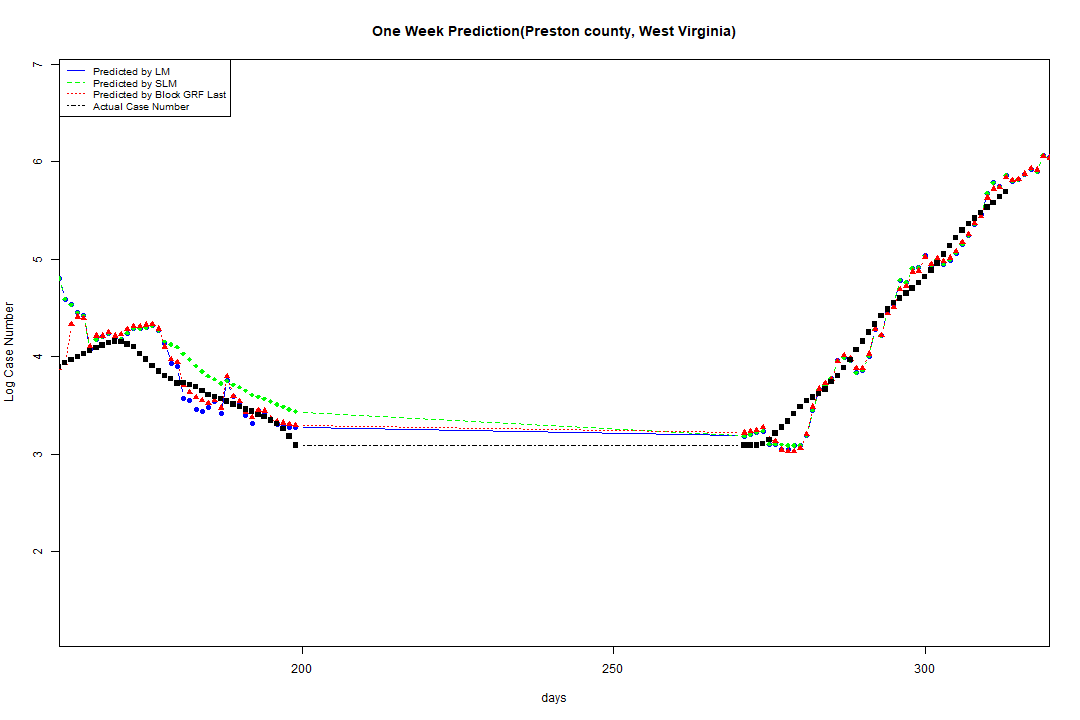 One Week Prediction(Preston county, West Virginia)
Predicted by LM
Predicted by SLM
Predicted by Block GRF Last
Actual Case Number
7
6
5
4
3
2
Log Case Number
200
250
300
days